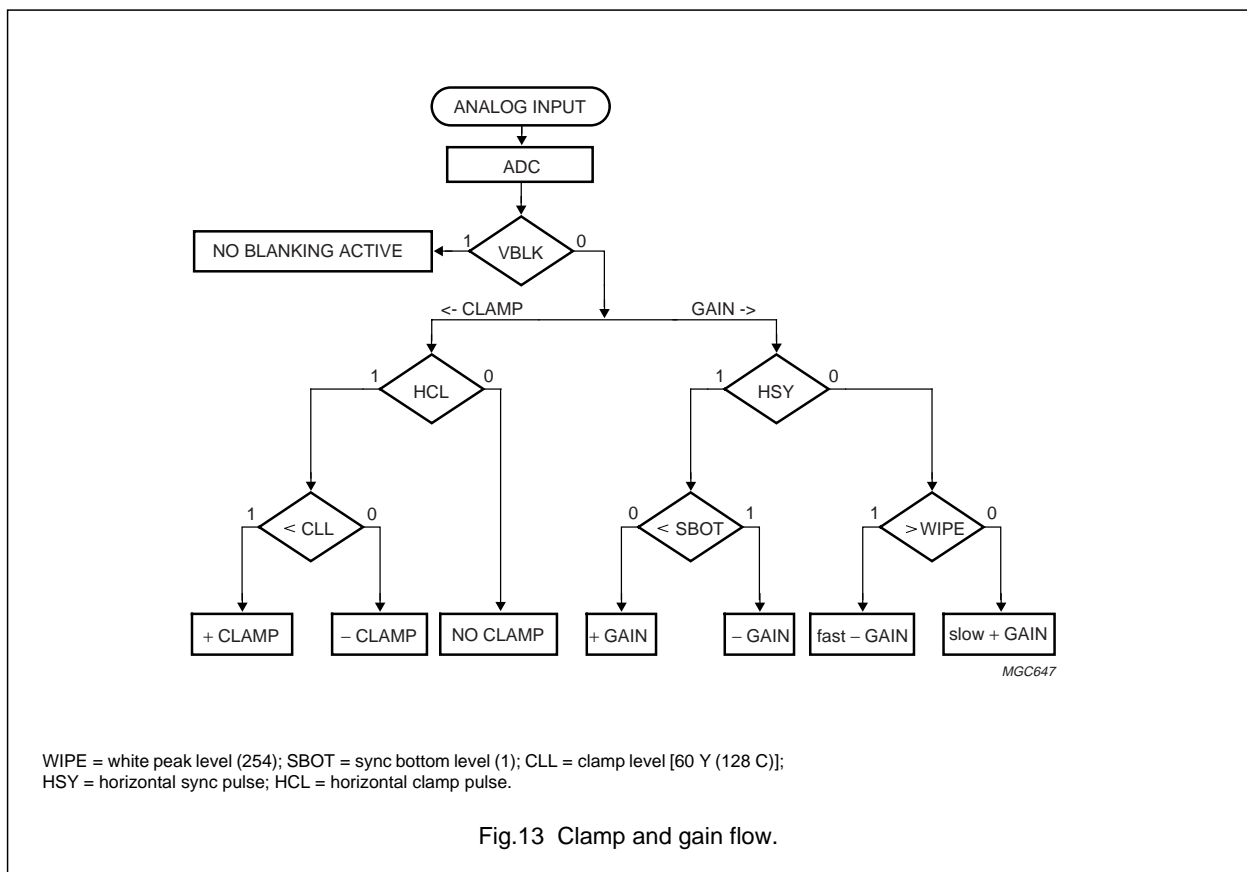 ANALOG INPUT
ADC
NO BLANKING ACTIVE
1 VBLK 0
<- CLAMP GAIN ->
1 HCL 0
1 HSY 0
1 < CLL 0
0 < SBOT 1
1 > WIPE 0
+ CLAMP
− CLAMP
NO CLAMP
+ GAIN
− GAIN
fast − GAIN
slow + GAIN
MGC647
WIPE = white peak level (254); SBOT = sync bottom level (1); CLL = clamp level [60 Y (128 C)];
HSY = horizontal sync pulse; HCL = horizontal clamp pulse.
Fig.13 Clamp and gain flow.